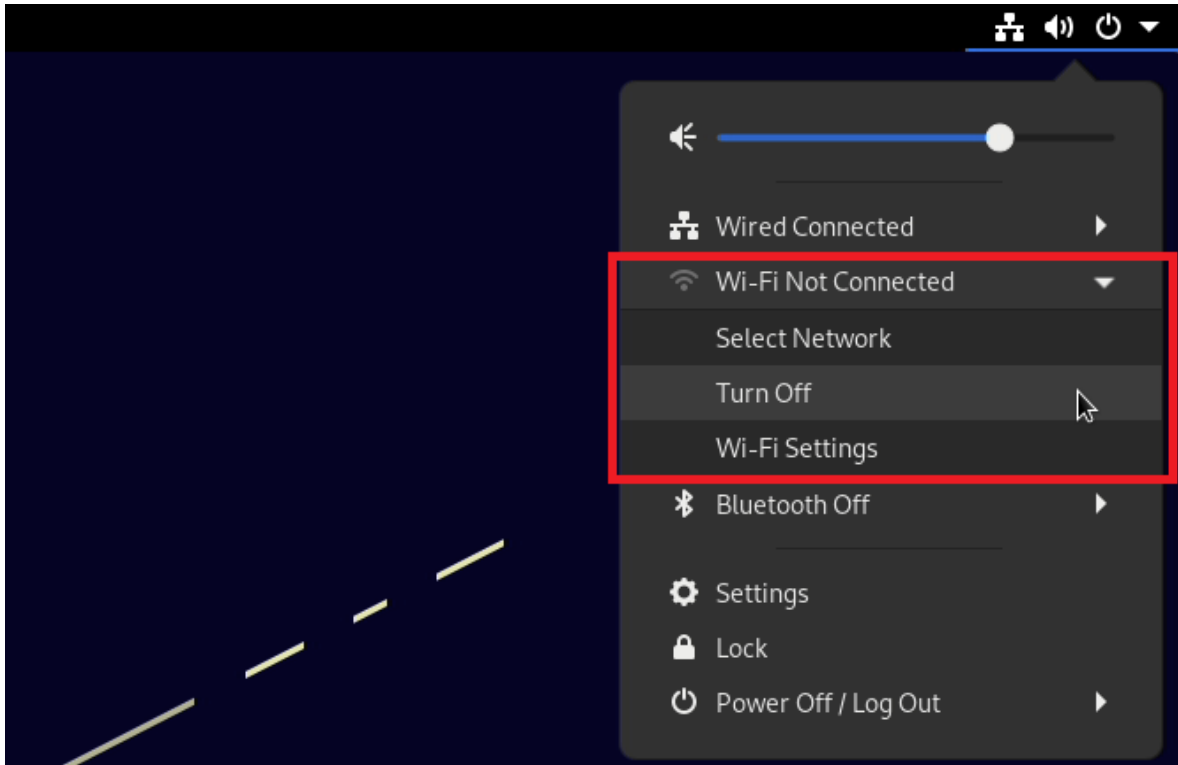 Wired Connected
Wi-Fi Not Connected
Select Network
Turn Off
Wi-Fi Settings
Bluetooth Off
Settings
Lock
Power Off / Log Out